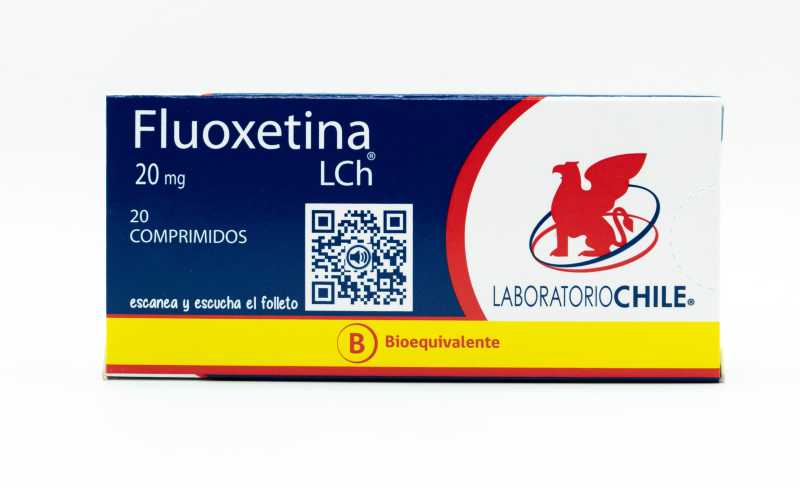 Fluoxetina
20 mg LCh®
20
COMPRIMIDOS
escanea y escucha el folleto
LABORATORIOCHILE®
B Bioequivalente